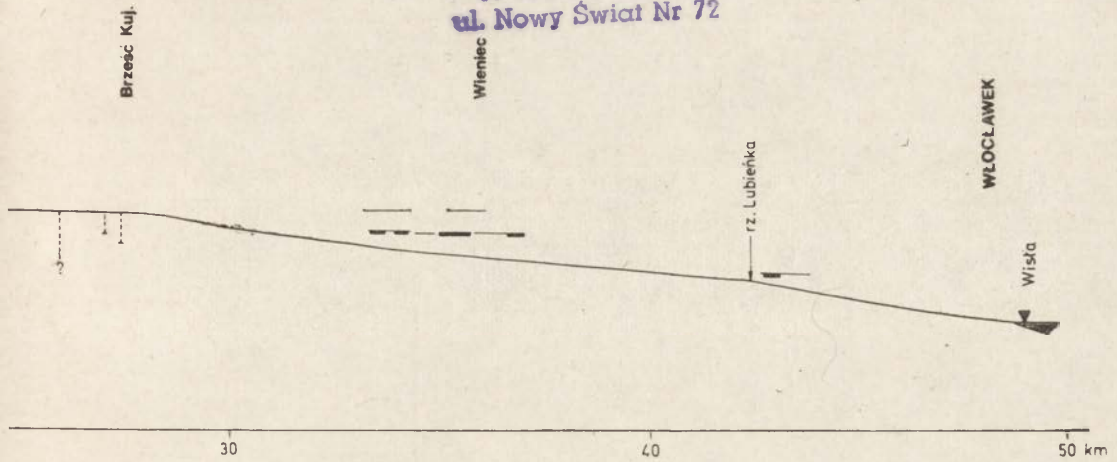 ul. Nowy Świat Nr 72
Brześć Kuj.
Wieniec
rz. Lubieńka
WŁOCŁAWEK
Wisła
30
40
50 km